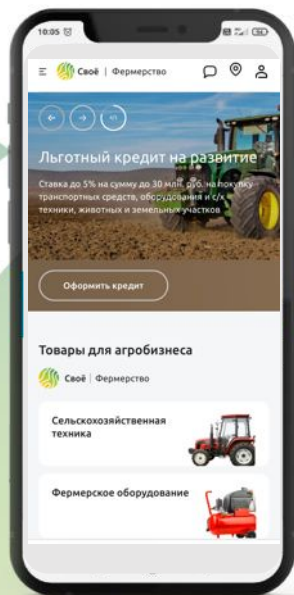 10:05
Своё | Фермерство
Льготный кредит на развитие
Ставка до 5% на сумму до 30 млн. руб. на покупку
транспортных средств, оборудования и с/х
техники, животных и земельных участков
Оформить кредит
Товары для агробизнеса
Своё | Фермерство
Сельскохозяйственная
техника
Фермерское оборудование